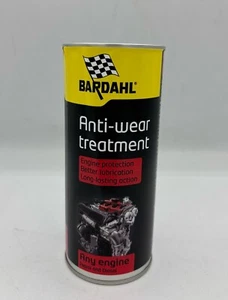 BARDAHL
Anti-wear
treatment
Engine protection
Better lubrication
Long-lasting action
Any engine